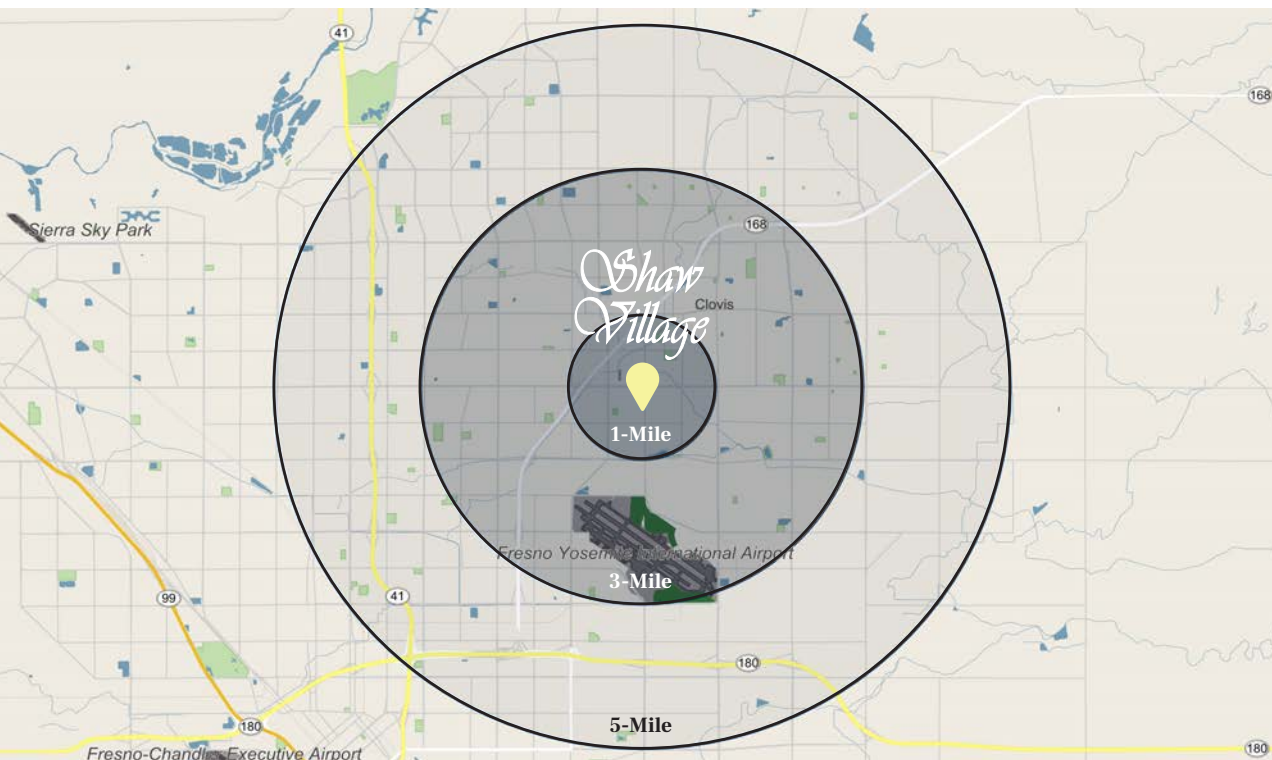 41
168
Sierra Sky Park
168
Shaw
Village
Clovis
1-Mile
Fresno Yosemite International Airport
3-Mile
99
41
180
5-Mile
180
180
Fresno-Chandler Executive Airport